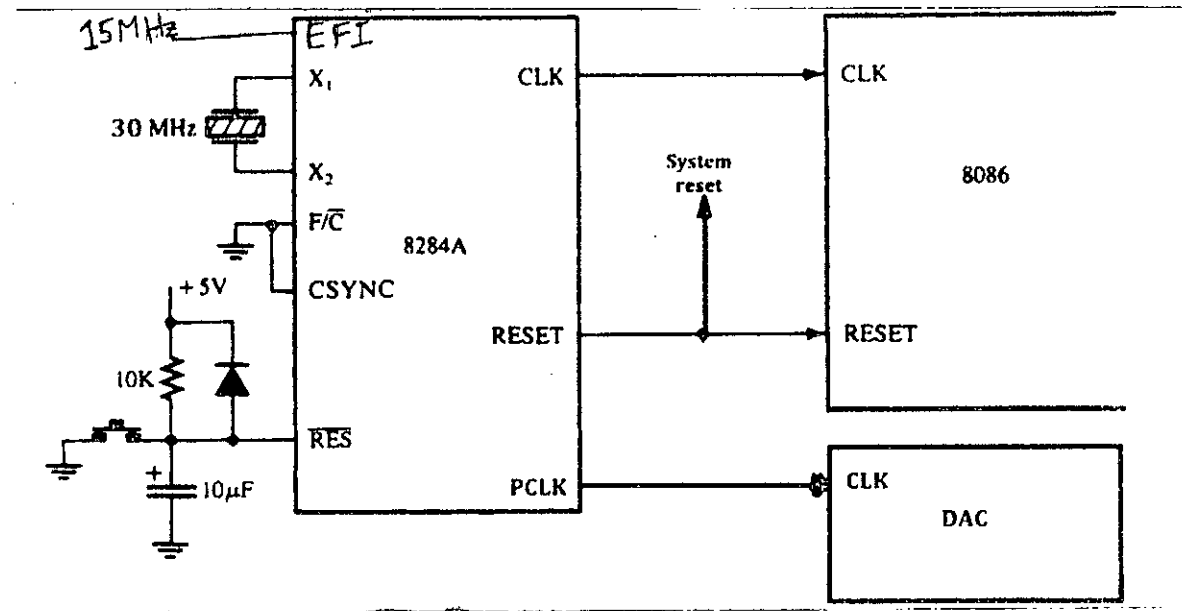 15MHz
EFI
X₁
CLK
CLK
30 MHz
X₂
System
reset
8086
F/C̅
8284A
CSYNC
+5V
RESET
RESET
10K
R̅E̅S̅
+
10μF
PCLK
CLK
DAC